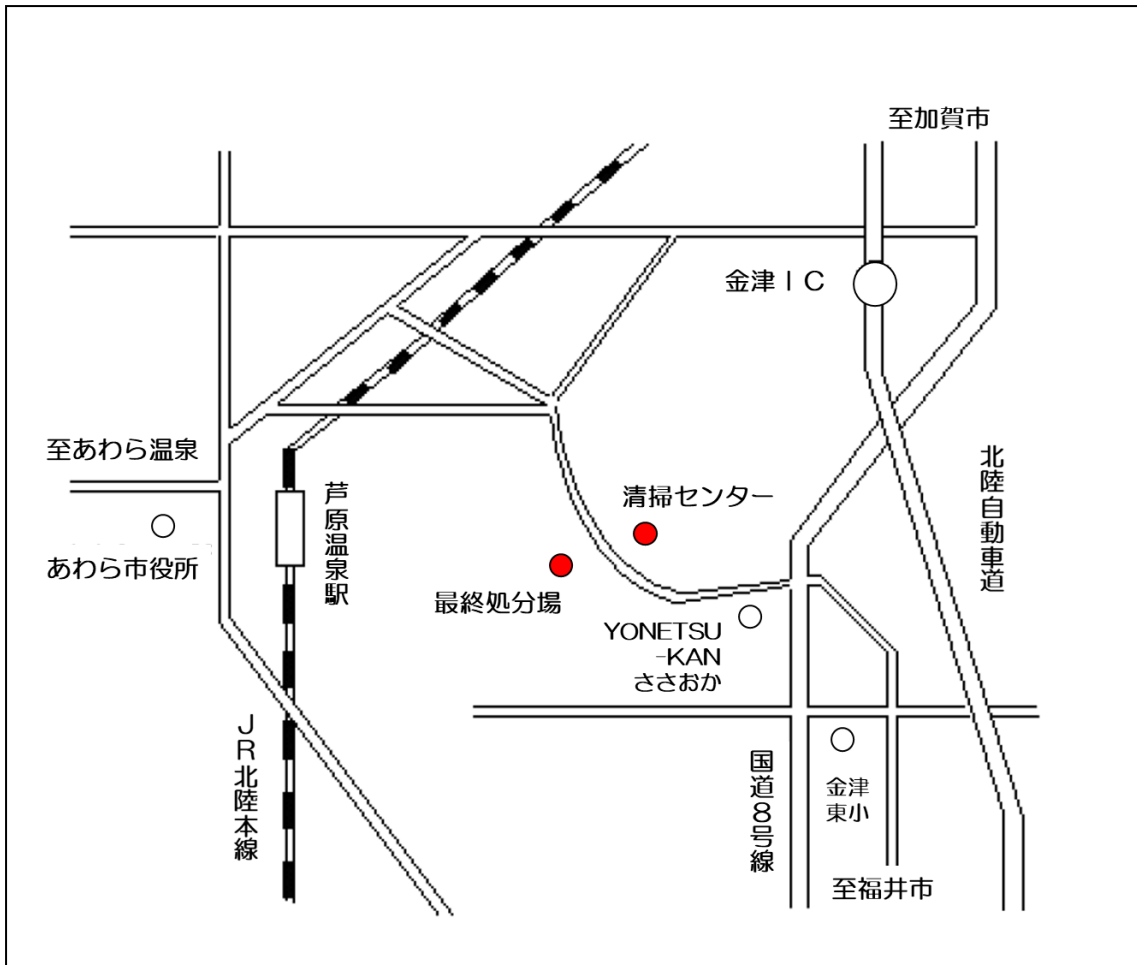 至加賀市
金津IC
至あわら温泉
あわら市役所
芦原温泉駅
清掃センター
最終処分場
北陸自動車道
YONETSU
-KAN
ささおか
JR北陸本線
国道8号線
金津
東小
至福井市